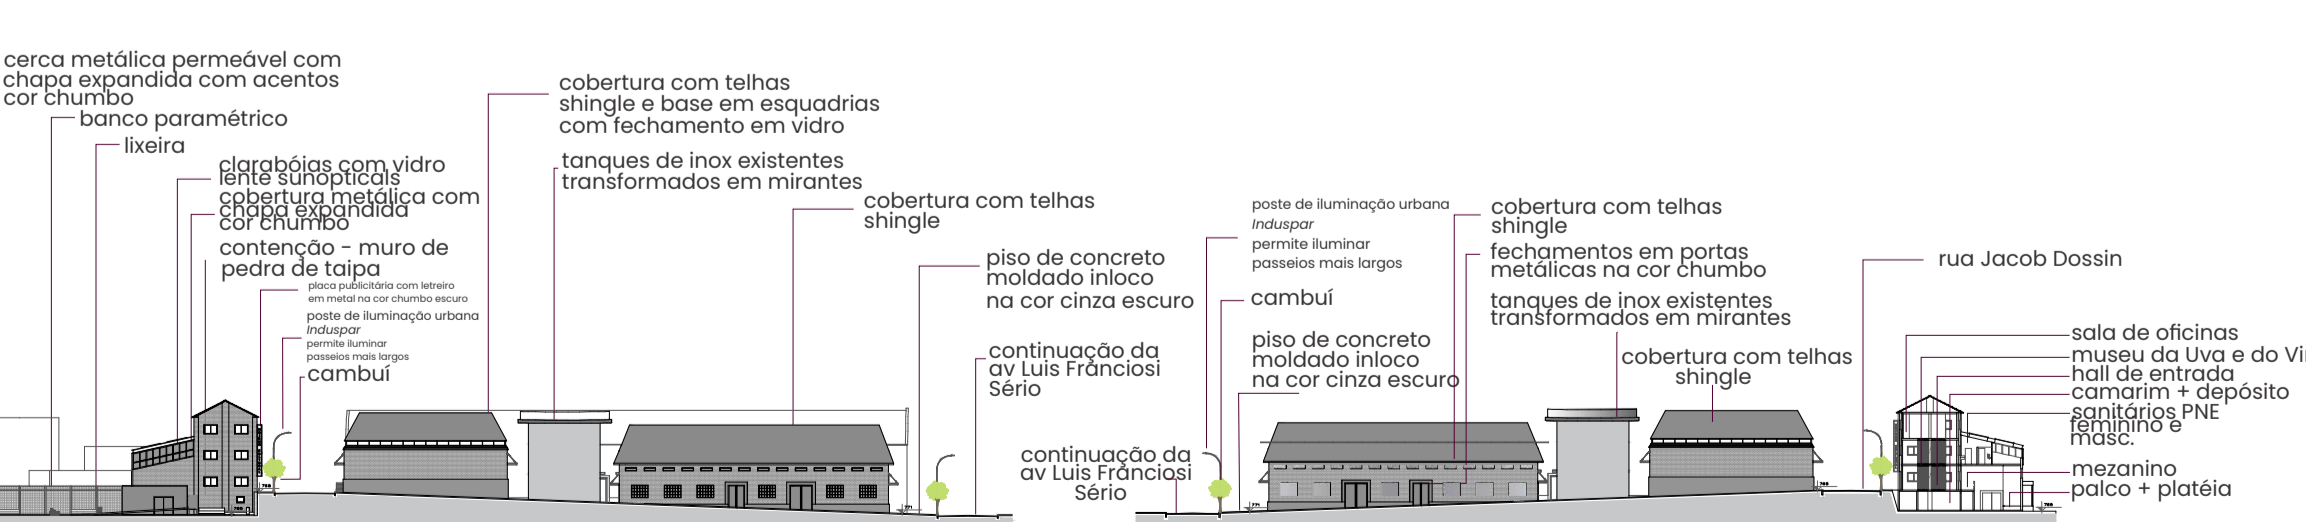 cerca metálica permeável com
chapa expandida com acentos
cor chumbo
banco paramétrico
lixeira
clarabóias com vidro
lente sunopticals
cobertura metálica com
chapa expandida
cor chumbo
contenção - muro de
pedra de taipa
placa publicitária com letreiro
em metal na cor chumbo escuro
poste de iluminação urbana
Induspar
permite iluminar
passeios mais largos
cambuí
cobertura com telhas
shingle e base em esquadrias
com fechamento em vidro
tanques de inox existentes
transformados em mirantes
cobertura com telhas
shingle
piso de concreto
moldado inloco
na cor cinza escuro
continuação da
av Luis Franciosi
Sério
poste de iluminação urbana
Induspar
permite iluminar
passeios mais largos
cambuí
piso de concreto
moldado inloco
na cor cinza escuro
continuação da
av Luis Franciosi
Sério
cobertura com telhas
shingle
fechamentos em portas
metálicas na cor chumbo
tanques de inox existentes
transformados em mirantes
cobertura com telhas
shingle
rua Jacob Dossin
sala de oficinas
museu da Uva e do Vi
hall de entrada
camarim + depósito
sanitários PNE
feminino e
masc.
mezanino
palco + platéia